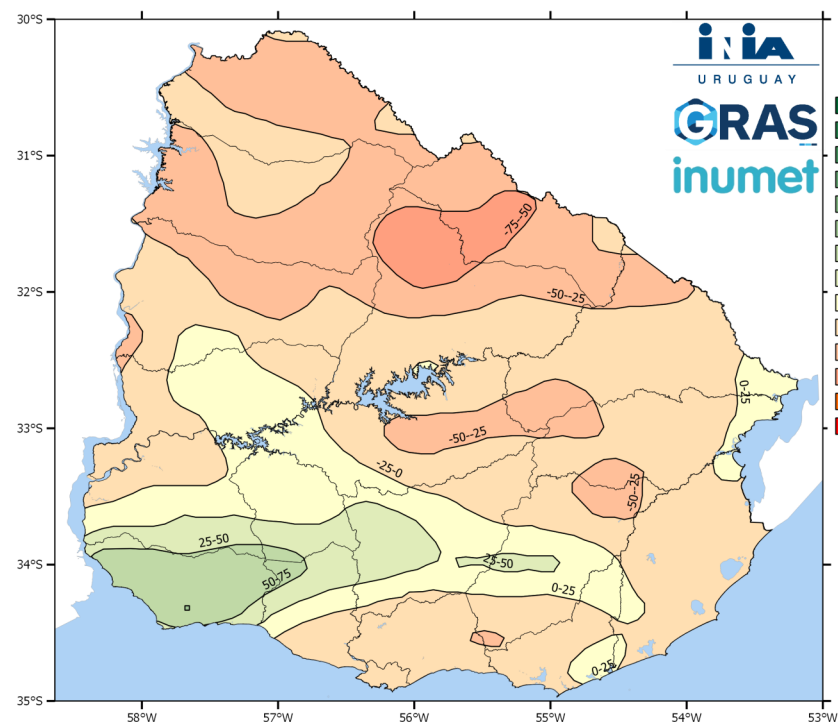 30°S
31°S
32°S
33°S
34°S
35°S
INIA
URUGUAY
GRAS
inumet
-75--50
-50--25
0-25
-50--25
-25-0
-50--25
25-50
50-75
25-50
0-25
0-25
58°W
57°W
56°W
55°W
54°W
53°W